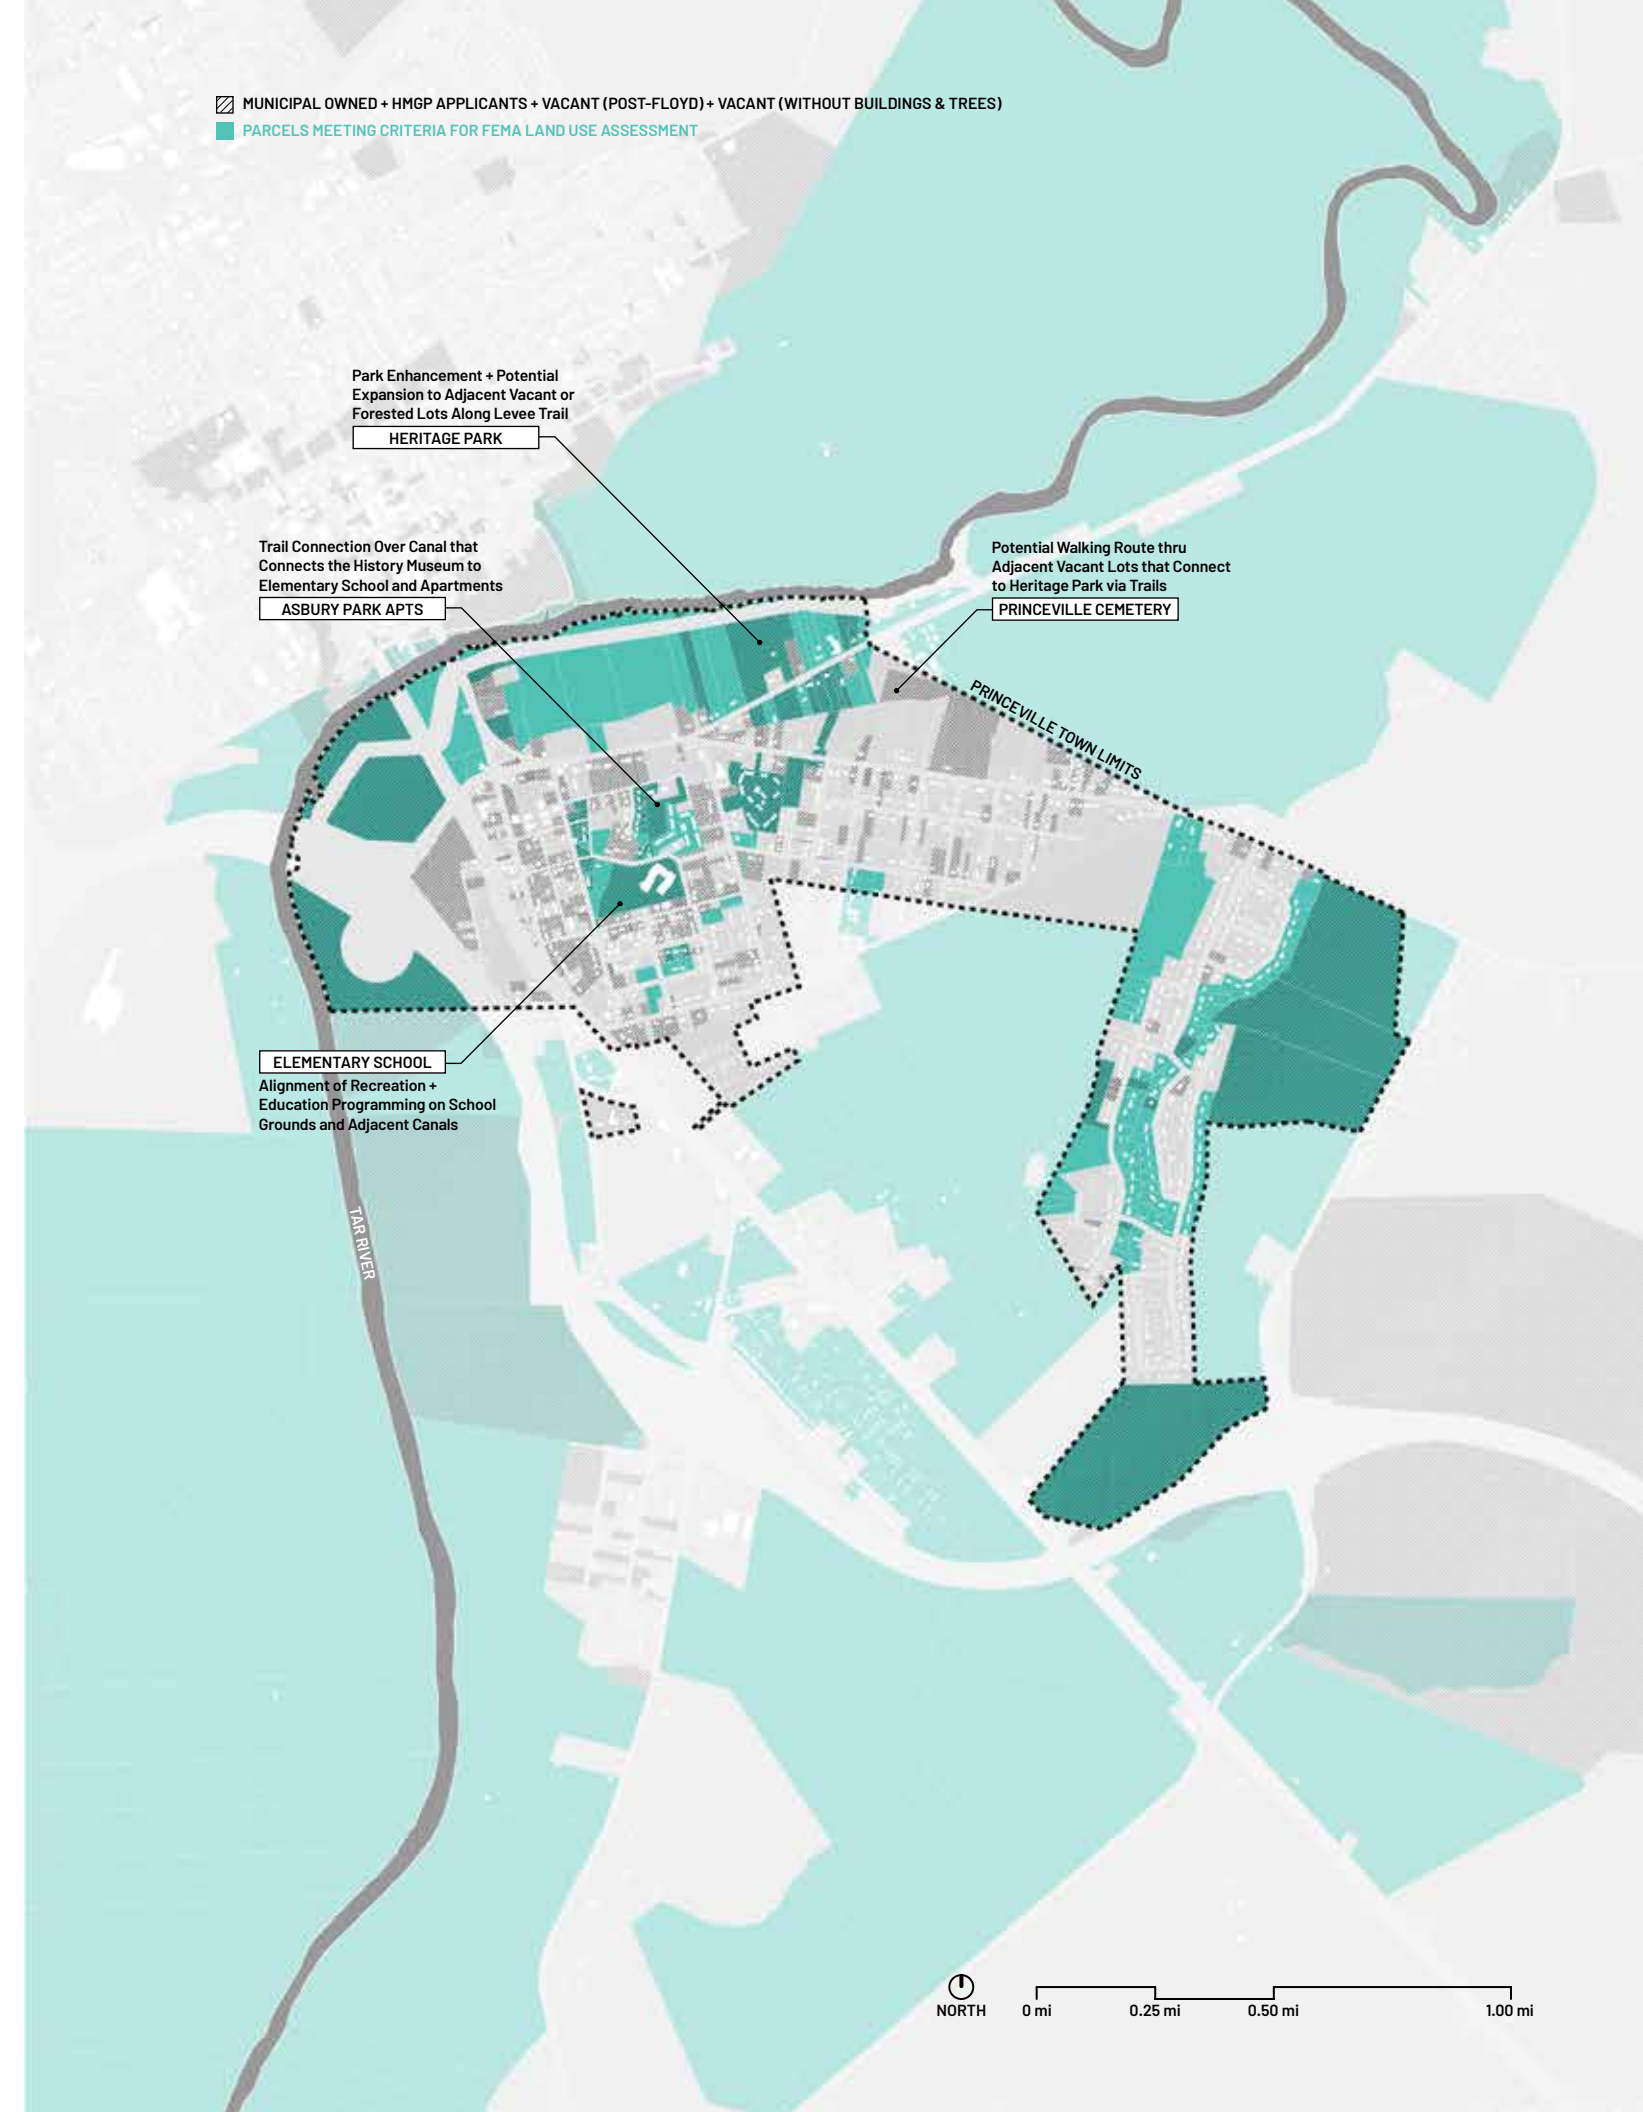 MUNICIPAL OWNED + HMGP APPLICANTS + VACANT (POST-FLOYD) + VACANT (WITHOUT BUILDINGS & TREES)
PARCELS MEETING CRITERIA FOR FEMA LAND USE ASSESSMENT
Park Enhancement + Potential
Expansion to Adjacent Vacant or
Forested Lots Along Levee Trail
HERITAGE PARK
Trail Connection Over Canal that
Connects the History Museum to
Elementary School and Apartments
ASBURY PARK APTS
Potential Walking Route thru
Adjacent Vacant Lots that Connect
to Heritage Park via Trails
PRINCEVILLE CEMETERY
PRINCEVILLE TOWN LIMITS
ELEMENTARY SCHOOL
Alignment of Recreation +
Education Programming on School
Grounds and Adjacent Canals
TAR RIVER
NORTH
0 mi
0.25 mi
0.50 mi
1.00 mi